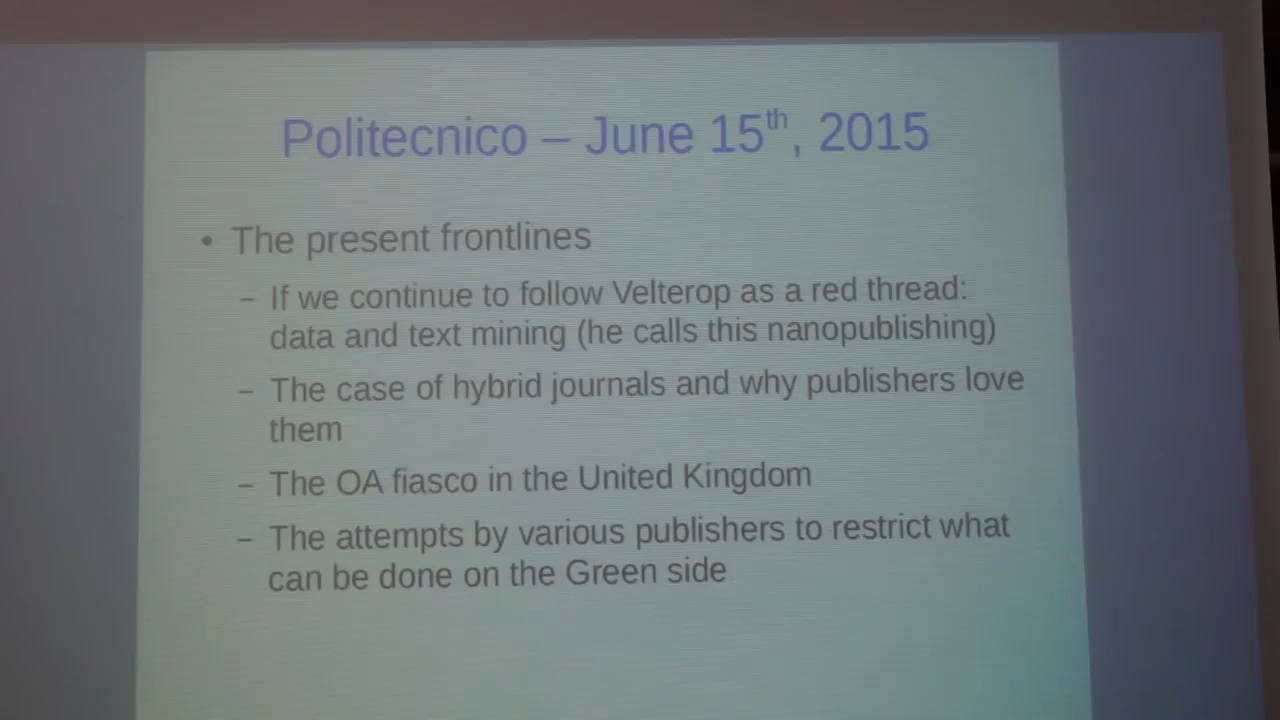 Politecnico – June 15th, 2015
• The present frontlines
– If we continue to follow Velterop as a red thread:
data and text mining (he calls this nanopublishing)
– The case of hybrid journals and why publishers love
them
– The OA fiasco in the United Kingdom
– The attempts by various publishers to restrict what
can be done on the Green side